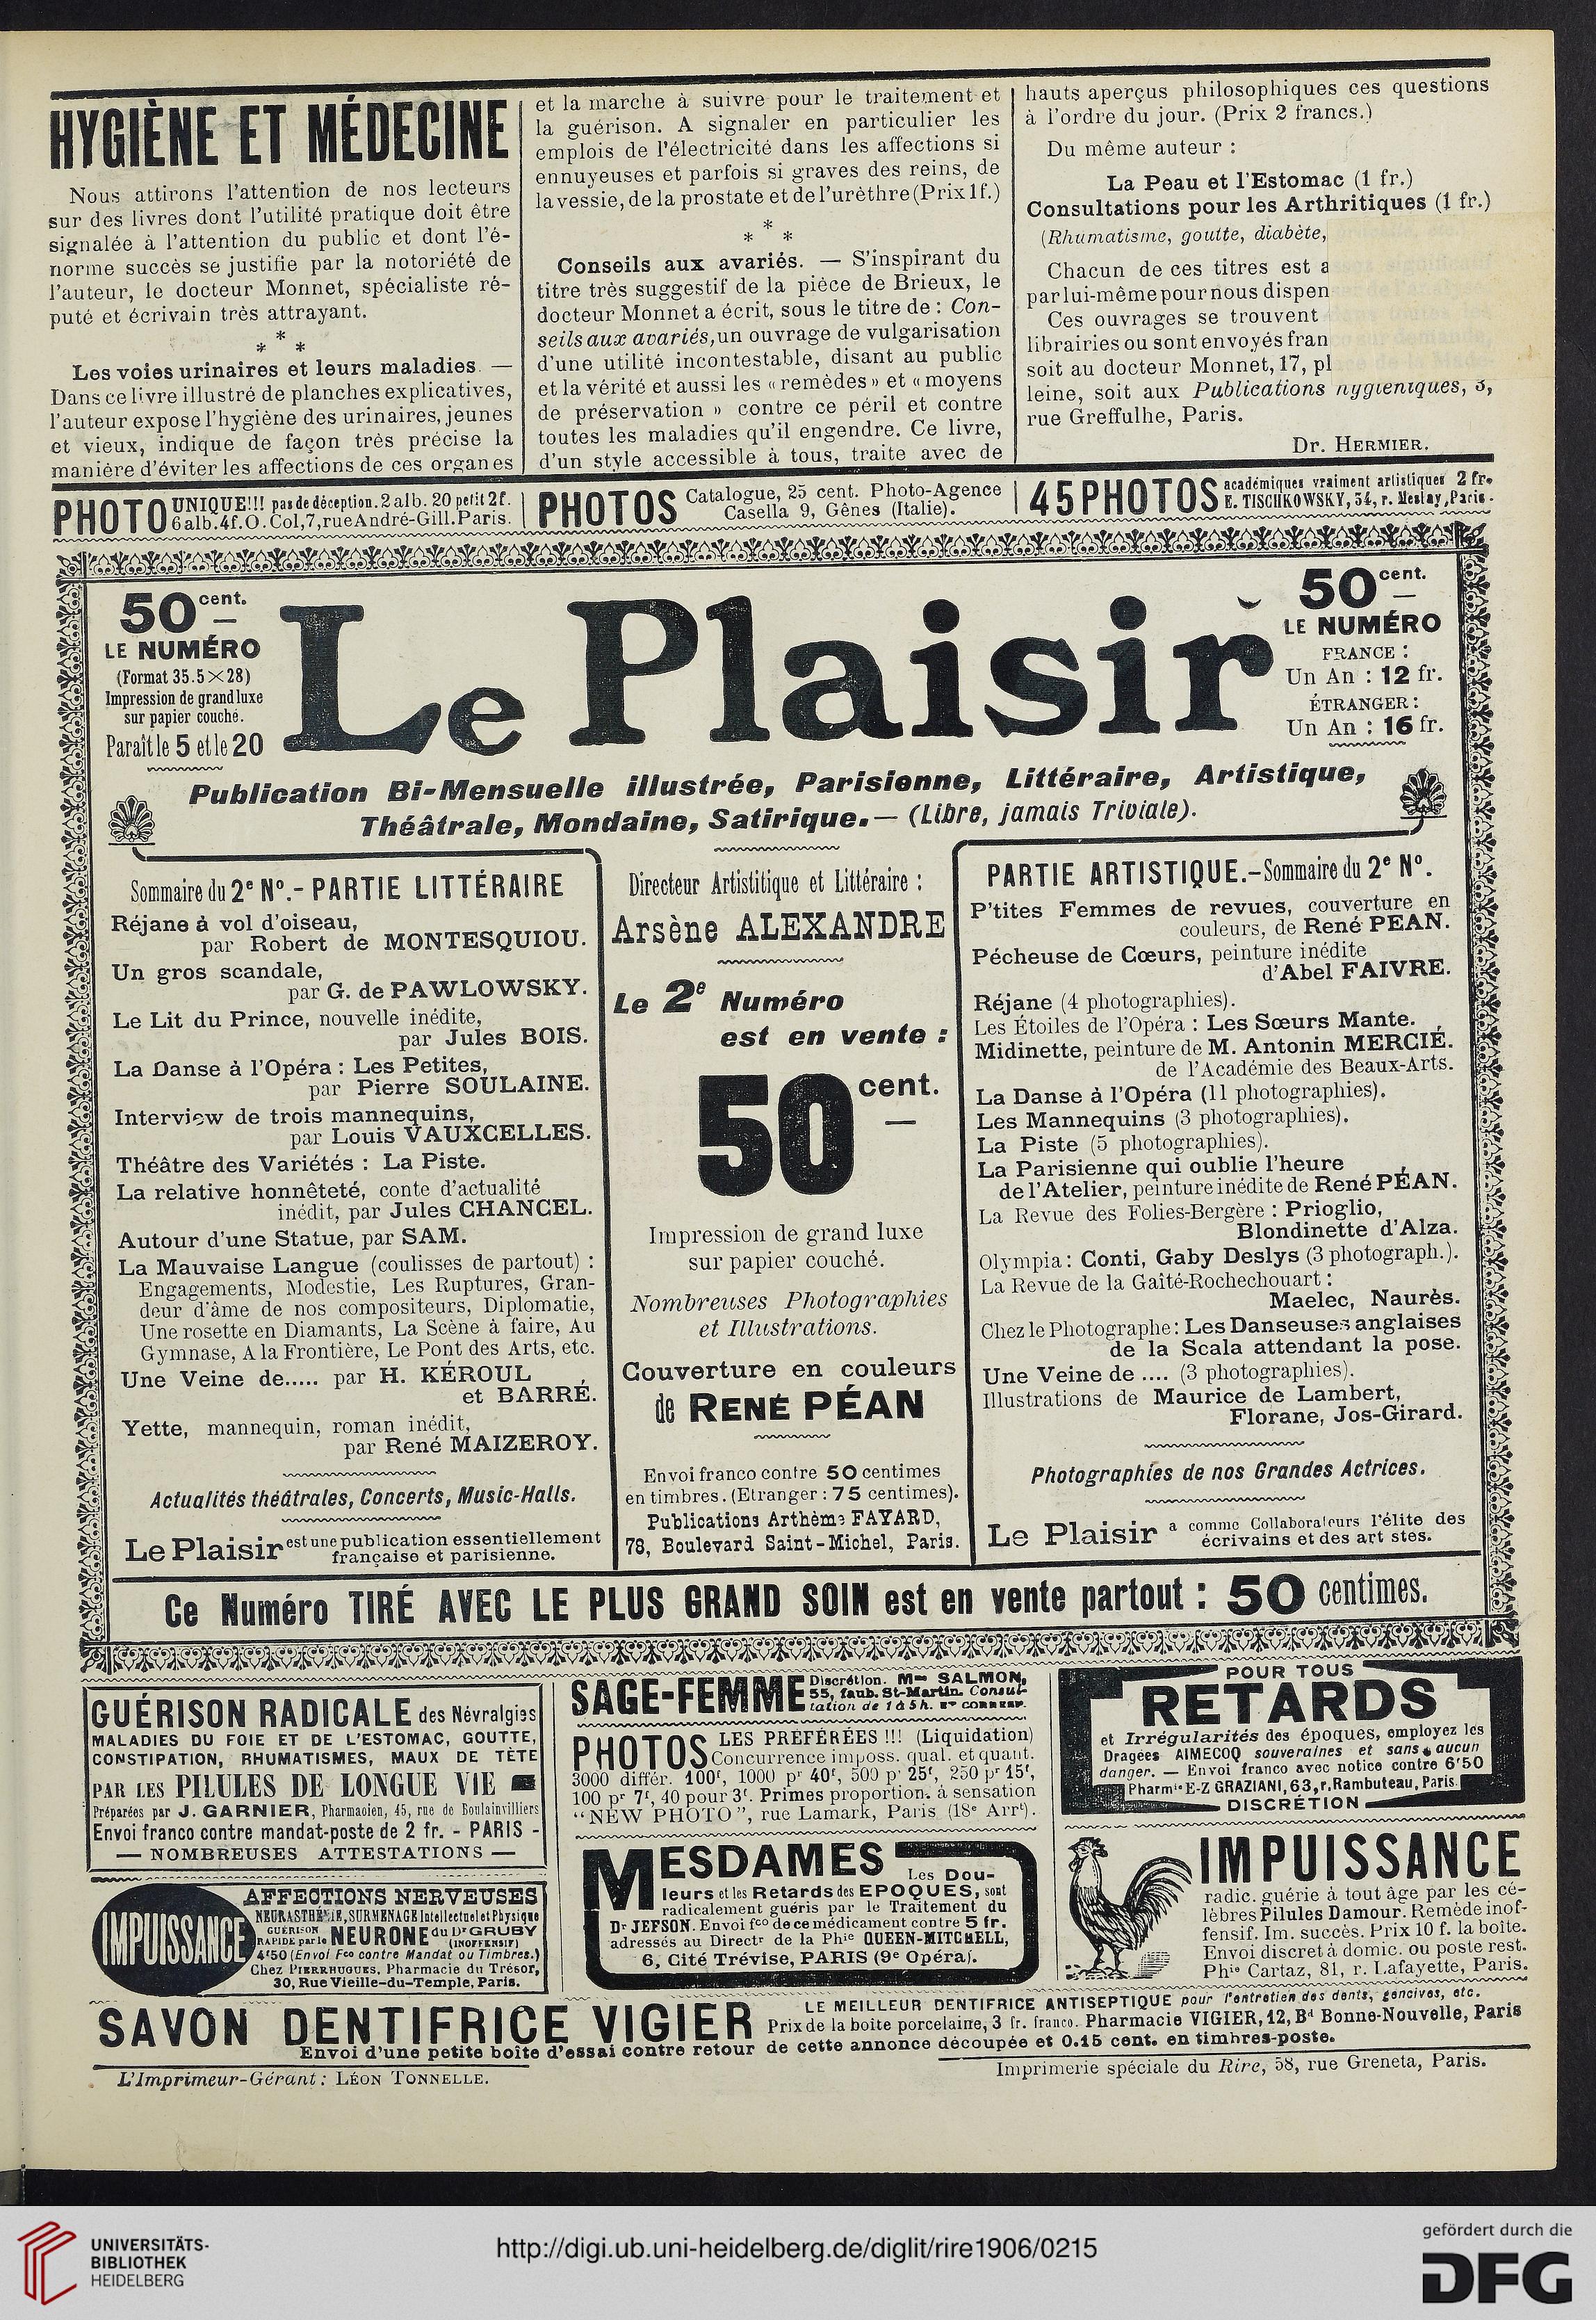 HYGIÈNE ET MÉDECINE
Nous attirons l'attention de nos lecteurs
sur des livres dont l'utilité pratique doit être
signalée à l'attention du public et dont l'é-
norme succès se justifie par la notoriété de
l'auteur, le docteur Monnet, spécialiste ré-
puté et écrivain très attrayant.
* * *
Les voies urinaires et leurs maladies. —
Dans ce livre illustré de planches explicatives,
l'auteur expose l'hygiène des urinaires, jeunes
et vieux, indique de façon très précise la
manière d'éviter les affections de ces organes
et la marche à suivre pour le traitement et
la guérison. A signaler en particulier les
emplois de l'électricité dans les affections si
ennuyeuses et parfois si graves des reins, de
la vessie, de la prostate et de l'urèthre (Prix 1 f.)
* * *
Conseils aux avariés. — S'inspirant du
titre très suggestif de la pièce de Brieux, le
docteur Monnet a écrit, sous le titre de : Con-
seils aux avariés, un ouvrage de vulgarisation
d'une utilité incontestable, disant au public
et la vérité et aussi les « remèdes » et « moyens
de préservation » contre ce péril et contre
toutes les maladies qu'il engendre. Ce livre,
d'un style accessible à tous, traite avec de
hauts aperçus philosophiques ces questions
à l'ordre du jour. (Prix 2 francs.)
Du même auteur :
La Peau et l'Estomac (1 fr.)
Consultations pour les Arthritiques (1 fr.)
(Rhumatisme, goutte, diabète,
Chacun de ces titres est a
par lui-même pour nous dispen
Ces ouvrages se trouvent
librairies ou sont envoyés fran
soit au docteur Monnet, 17, pl
leine, soit aux Publications hygiéniques, 3,
rue Greffulhe, Paris.
Dr. HERMIER.
PHOTO UNIQUE!!! pas de déception. 2 alb. 20 petit 2f.
6 alb. 4f. O. Col, 7, rue André-Gill. Paris.
PHOTOS Catalogue, 25 cent. Photo-Agence
Casella 9, Gênes (Italie).
45 PHOTOS académiques vraiment artistiques 2 fr.
E. TISCHKOWSKY, 34, r. Meslay, Paris.
50 cent.
LE NUMÉRO
(Format 35.5×28)
Impression de grand luxe
sur papier couché.
Paraît le 5 et le 20
Le Plaisir
50 cent.
LE NUMÉRO
FRANCE :
Un An : 12 fr.
ÉTRANGER :
Un An : 16 fr.
Publication Bi-Mensuelle illustrée, Parisienne, Littéraire, Artistique,
Théâtrale, Mondaine, Satirique. — (Libre, jamais Triviale).
Sommaire du 2e No. - PARTIE LITTÉRAIRE
Réjane à vol d'oiseau,
par Robert de MONTESQUIOU.
Un gros scandale,
par G. de PAWLOWSKY.
Le Lit du Prince, nouvelle inédite,
par Jules BOIS.
La Danse à l'Opéra : Les Petites,
par Pierre SOULAINE.
Interview de trois mannequins,
par Louis VAUXCELLES.
Théâtre des Variétés : La Piste.
La relative honnêteté, conte d'actualité
inédit, par Jules CHANCEL.
Autour d'une Statue, par SAM.
La Mauvaise Langue (coulisses de partout) :
Engagements, Modestie, Les Ruptures, Gran-
deur d'âme de nos compositeurs, Diplomatie,
Une rosette en Diamants, La Scène à faire, Au
Gymnase, A la Frontière, Le Pont des Arts, etc.
Une Veine de..... par H. KÉROUL
et BARRÉ.
Yette, mannequin, roman inédit,
par René MAIZEROY.
Actualités théâtrales, Concerts, Music-Halls.
Le Plaisir est une publication essentiellement
française et parisienne.
Directeur Artistitique et Littéraire :
Arsène ALEXANDRE
Le 2e Numéro
est en vente :
50 cent.
Impression de grand luxe
sur papier couché.
Nombreuses Photographies
et Illustrations.
Couverture en couleurs
de RENÉ PÉAN
Envoi franco contre 50 centimes
en timbres. (Etranger : 75 centimes).
Publications Arthème FAYARD,
78, Boulevard Saint-Michel, Paris.
PARTIE ARTISTIQUE. - Sommaire du 2e No.
P'tites Femmes de revues, couverture en
couleurs, de René PEAN.
Pécheuse de Cœurs, peinture inédite
d'Abel FAIVRE.
Réjane (4 photographies).
Les Étoiles de l'Opéra : Les Sœurs Mante.
Midinette, peinture de M. Antonin MERCIÉ.
de l'Académie des Beaux-Arts.
La Danse à l'Opéra (11 photographies).
Les Mannequins (3 photographies).
La Piste (5 photographies).
La Parisienne qui oublie l'heure
de l'Atelier, peinture inédite de René PÉAN.
La Revue des Folies-Bergère : Prioglio,
Blondinette d'Alza.
Olympia : Conti, Gaby Deslys (3 photograph.).
La Revue de la Gaîté-Rochechouart :
Maelec, Naurès.
Chez le Photographe : Les Danseuses anglaises
de la Scala attendant la pose.
Une Veine de .... (3 photographies).
Illustrations de Maurice de Lambert,
Florane, Jos-Girard.
Photographies de nos Grandes Actrices.
Le Plaisir a comme Collaborateurs l'élite des
écrivains et des art stes.
Ce Numéro TIRÉ AVEC LE PLUS GRAND SOIN est en vente partout : 50 centimes.
GUÉRISON RADICALE des Névralgies
MALADIES DU FOIE ET DE L'ESTOMAC, GOUTTE,
CONSTIPATION, RHUMATISMES, MAUX DE TÊTE
PAR LES PILULES DE LONGUE VIE
Préparées par J. GARNIER, Pharmacien, 45, rue de Boulainvilliers
Envoi franco contre mandat-poste de 2 fr. - PARIS -
— NOMBREUSES ATTESTATIONS —
IMPUISSANCE
AFFECTIONS NERVEUSES
NEURASTHÉNIE, SURMENAGE Intellectuel et Physique
GUÉRISON RAPIDE par le NEURONE du Dr GRUBY (INOFFENSIF)
4f50 (Envoi Fco contre Mandat ou Timbres.)
Chez PIERRHUGUES, Pharmacie du Trésor,
30, Rue Vieille-du-Temple, Paris.
SAGE-FEMME Discrétion. Mme SALMON,
55, faub. St-Martin. Consul-
tation de 1 à 5 h. ET CORRESP.
PHOTOS LES PRÉFÉRÉES !!! (Liquidation)
Concurrence imposs. qual. et quant.
3000 différ. 100f, 1000 pr 40f, 500 pr 25f, 250 pr 15f,
100 pr 7f, 40 pour 3f. Primes proportion. à sensation
"NEW PHOTO", rue Lamark, Paris (18e Arrt).
MESDAMES Les Dou-
leurs et les Retards des EPOQUES, sont
radicalement guéris par le Traitement du
Dr JEFSON. Envoi fco de ce médicament contre 5 fr.
adressés au Directr de la Phie QUEEN-MITCHELL,
6, Cité Trévise, PARIS (9e Opéra).
POUR TOUS
RETARDS
et Irrégularités des époques, employez les
Dragées AIMECOQ souveraines et sans aucun
danger. — Envoi franco avec notice contre 6f50
Pharmie E-Z GRAZIANI, 63, r. Rambuteau, Paris.
DISCRÉTION
IMPUISSANCE
radic. guérie à tout âge par les cé-
lèbres Pilules Damour. Remède inof-
fensif. Im. succès. Prix 10 f. la boîte.
Envoi discret à domic. ou poste rest.
Phie Cartaz, 81, r. Lafayette, Paris.
SAVON DENTIFRICE VIGIER
LE MEILLEUR DENTIFRICE ANTISEPTIQUE pour l'entretien des dents, gencives, etc.
Prix de la boîte porcelaine, 3 fr. franco. Pharmacie VIGIER, 12, Bd Bonne-Nouvelle, Paris
Envoi d'une petite boîte d'essai contre retour de cette annonce découpée et 0.15 cent. en timbres-poste.
L'Imprimeur-Gérant : LÉON TONNELLE.
Imprimerie spéciale du Rire, 58, rue Greneta, Paris.
UNIVERSITÄTS-
BIBLIOTHEK
HEIDELBERG
http://digi.ub.uni-heidelberg.de/diglit/rire1906/0215
gefördert durch die
DFG